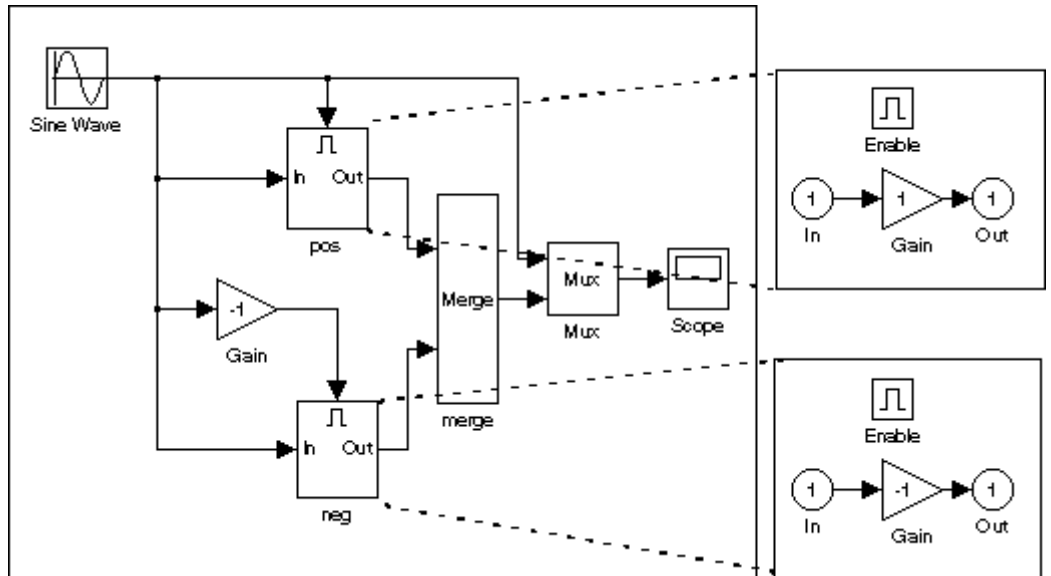 Sine Wave
In Out
pos
-1
Gain
In Out
neg
Merge
merge
Mux
Mux
Scope
Enable
1
In
1
Gain
1
Out
Enable
1
In
-1
Gain
1
Out